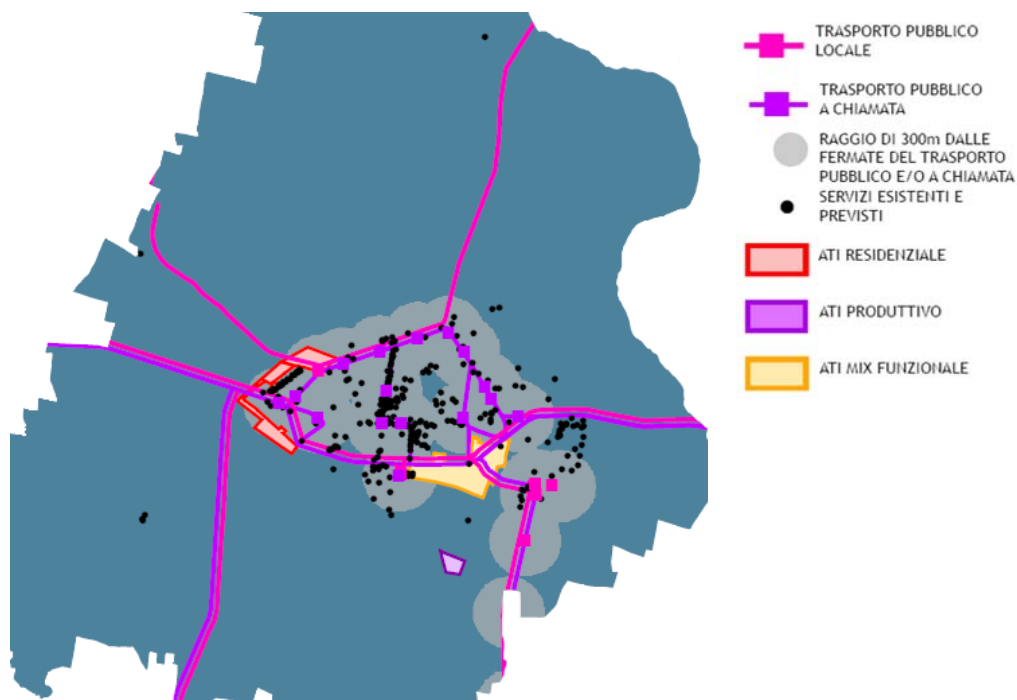 TRASPORTO PUBBLICO
LOCALE
TRASPORTO PUBBLICO
A CHIAMATA
RAGGIO DI 300m DALLE
FERMATE DEL TRASPORTO
PUBBLICO E/O A CHIAMATA
SERVIZI ESISTENTI E
PREVISTI
ATI RESIDENZIALE
ATI PRODUTTIVO
ATI MIX FUNZIONALE